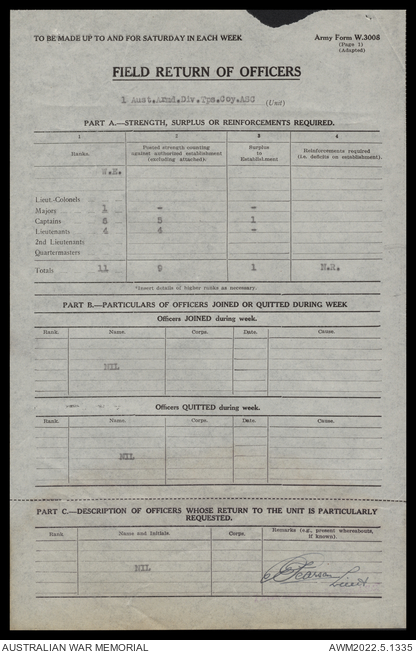 TO BE MADE UP TO AND FOR SATURDAY IN EACH WEEK
Army Form W.3008
(Page 1)
(Adapted)
FIELD RETURN OF OFFICERS
1 Aust.Armd.Div.Tps.Coy.ASC (Unit)
PART A.—STRENGTH, SURPLUS OR REINFORCEMENTS REQUIRED.
1 2 3 4
Ranks. Posted strength counting against authorized establishment (excluding attached). Surplus to Establishment Reinforcements required (i.e. deficits on establishment).
W.E.
Lieut.-Colonels
Majors 1 - -
Captains 5 1
Lieutenants 4 4 -
2nd Lieutenants
Quartermasters
Totals 11 9 1 N.R.
*Insert details of higher ranks as necessary.
PART B.—PARTICULARS OF OFFICERS JOINED OR QUITTED DURING WEEK
Officers JOINED during week.
Rank. Name. Corps. Date. Cause.
NIL
Officers QUITTED during week.
Rank. Name. Corps. Date. Cause.
NIL
PART C.—DESCRIPTION OF OFFICERS WHOSE RETURN TO THE UNIT IS PARTICULARLY
REQUESTED.
Rank. Name and Initials. Corps. Remarks (e.g., present whereabouts, if known).
NIL
Lieut
AUSTRALIAN WAR MEMORIAL
AWM2022.5.1335